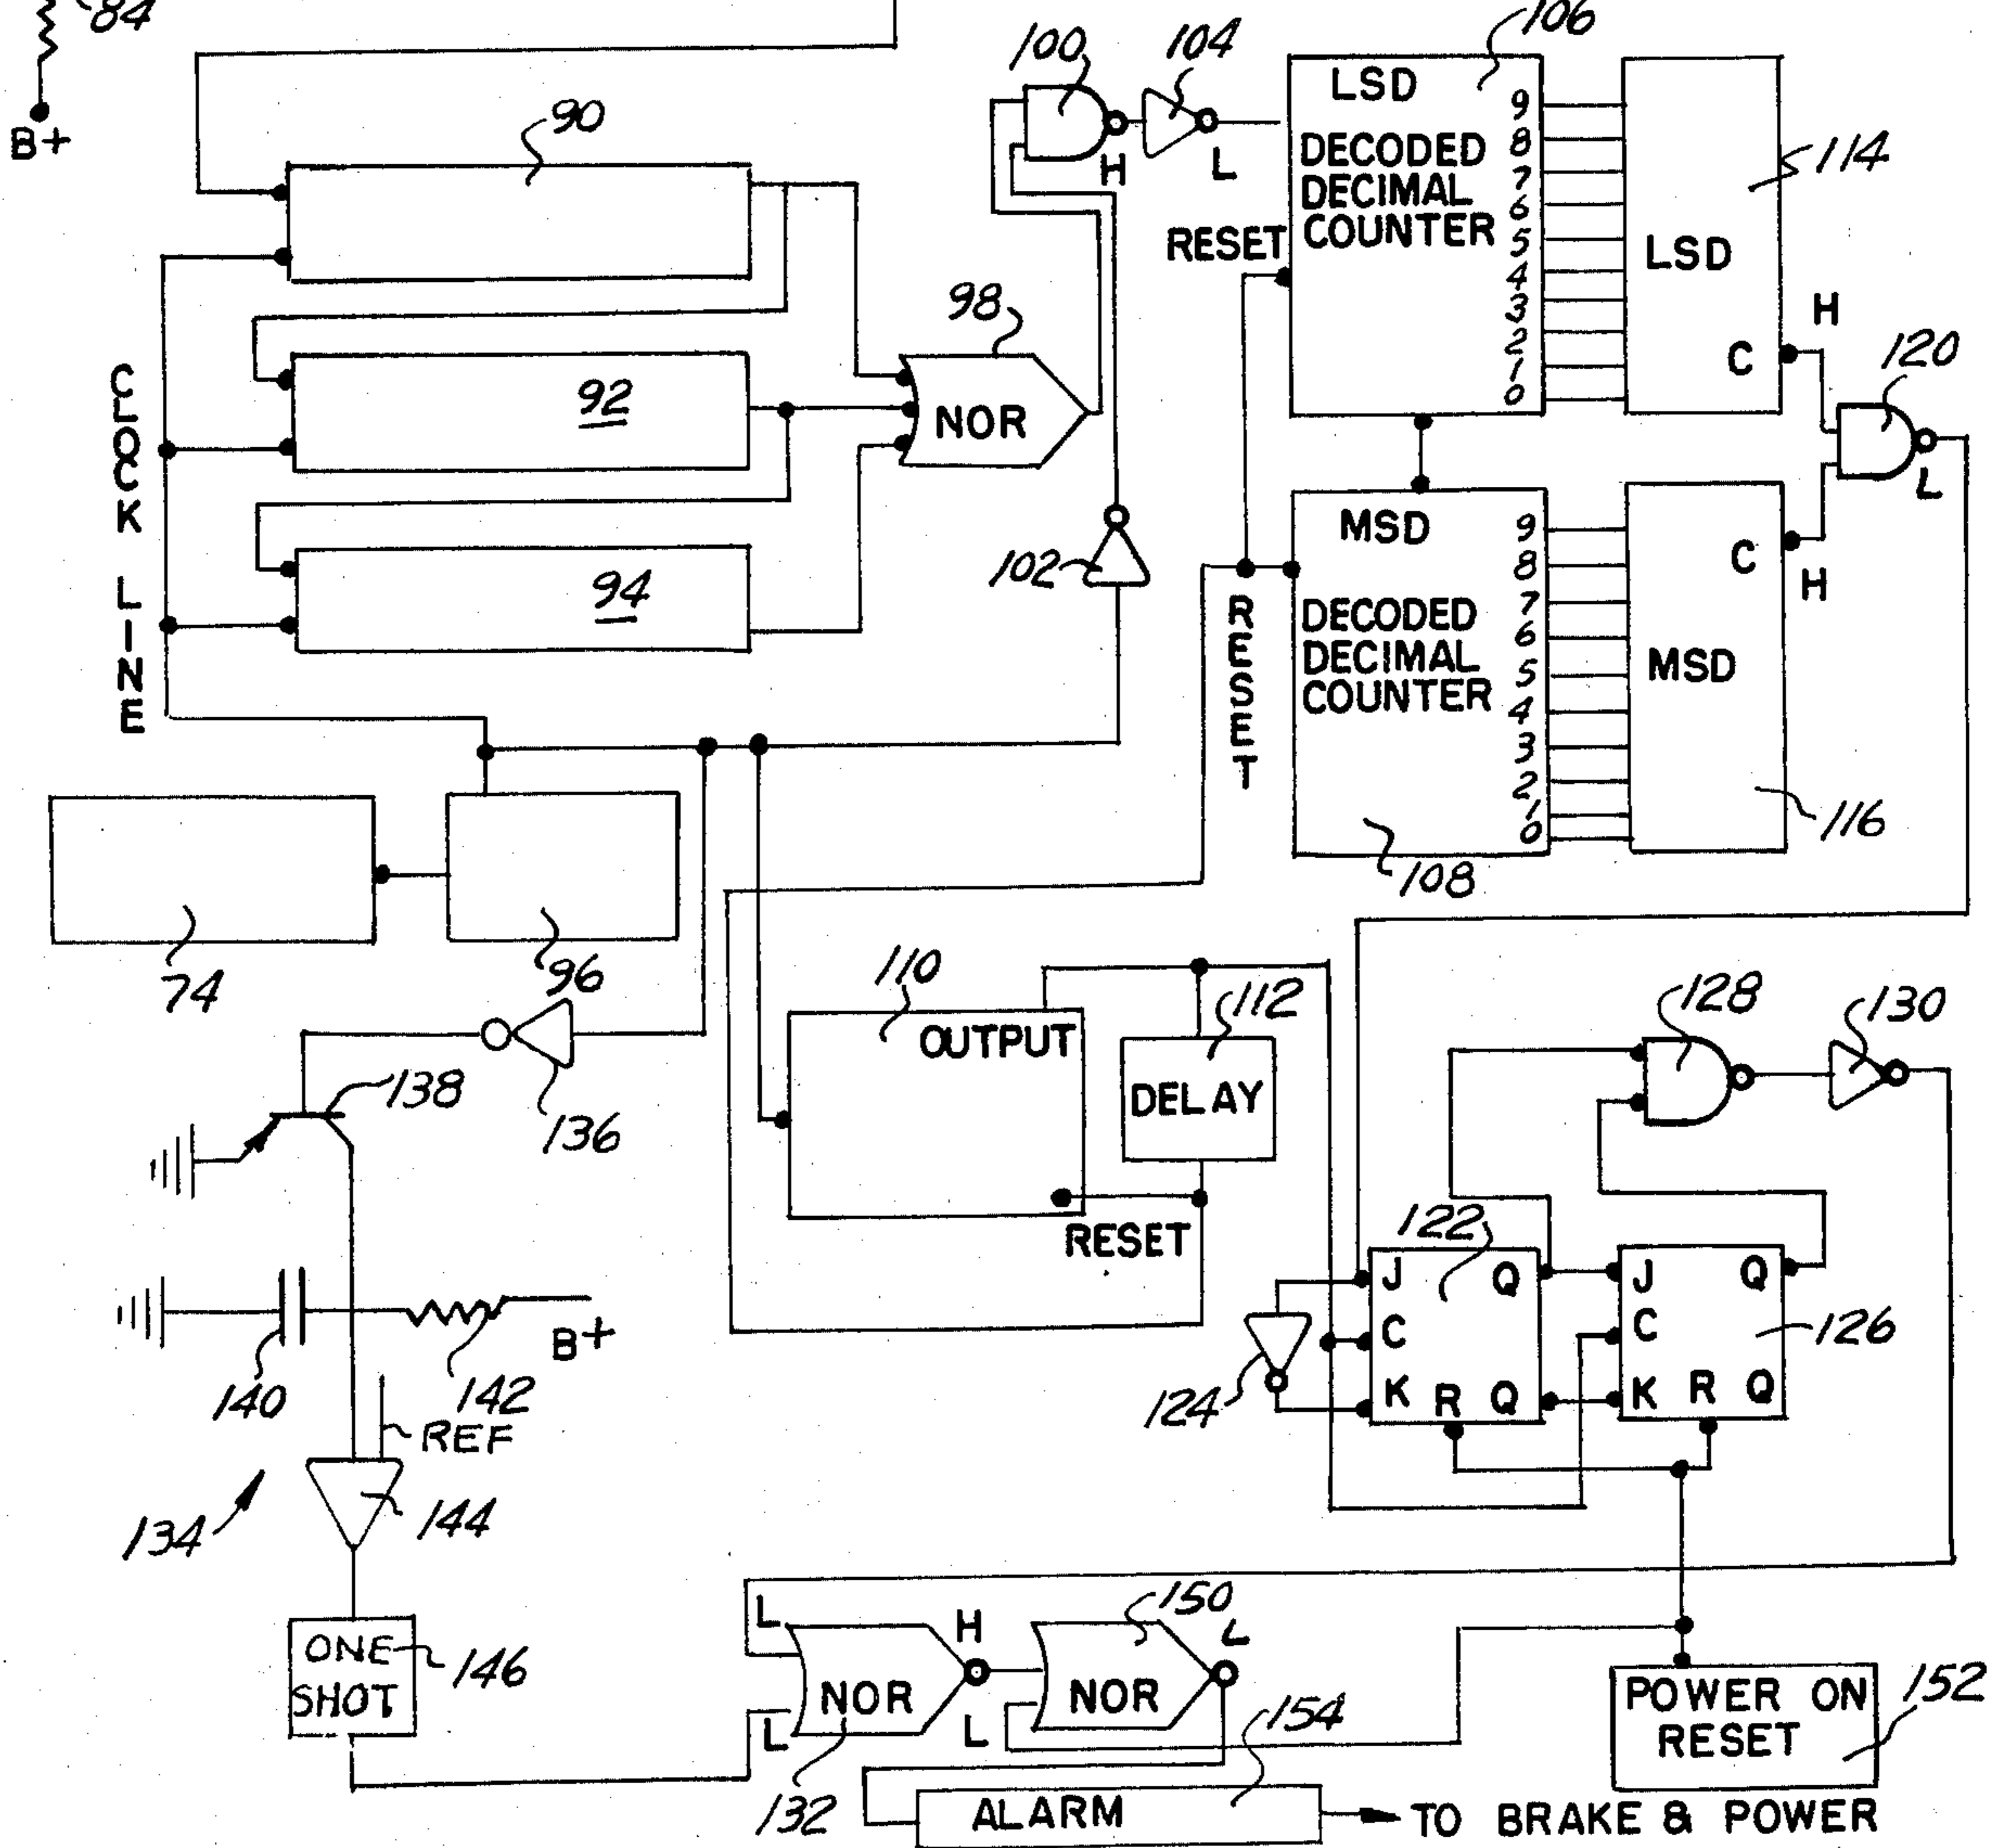 84
B+
90
100
104
106
LSD
DECODED
DECIMAL
COUNTER
9
8
7
6
5
4
3
2
1
0
H
L
RESET
114
LSD
C
H
120
L
CLOCK LINE
92
98
NOR
94
102
RESET
MSD
DECODED
DECIMAL
COUNTER
9
8
7
6
5
4
3
2
1
0
C
H
MSD
116
108
74
96
110
OUTPUT
112
DELAY
RESET
128
130
138
136
122
J
Q
C
K
R
Q
J
Q
C
K
R
Q
126
124
140
142
B+
REF
134
144
ONE
SHOT
146
L
L
NOR
132
H
L
150
NOR
L
154
ALARM
TO BRAKE & POWER
POWER ON
RESET
152